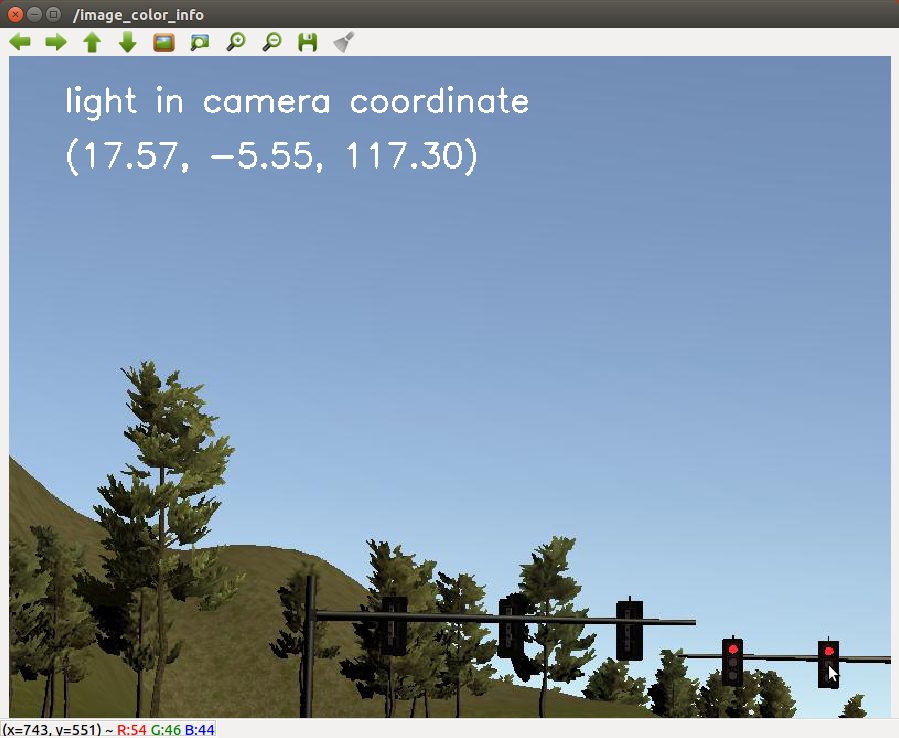 /image_color_info
light in camera coordinate
(17.57, -5.55, 117.30)
(x=743, y=551) ~ R:54 G:46 B:44